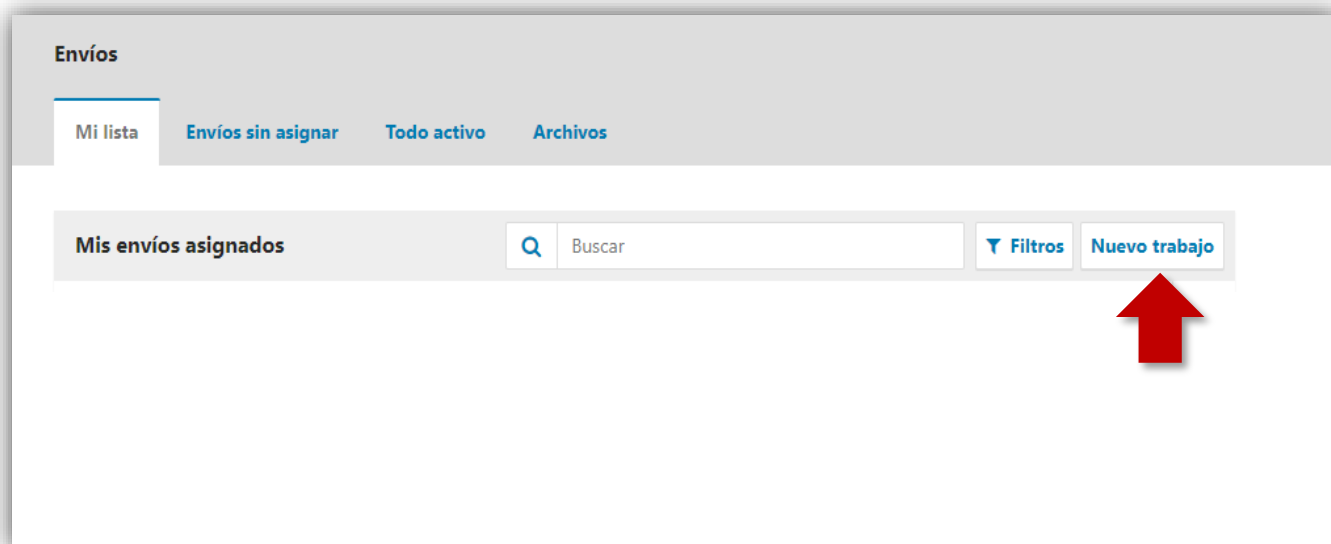 Envíos
Mi lista Envíos sin asignar Todo activo Archivos
Mis envíos asignados Buscar Filtros Nuevo trabajo